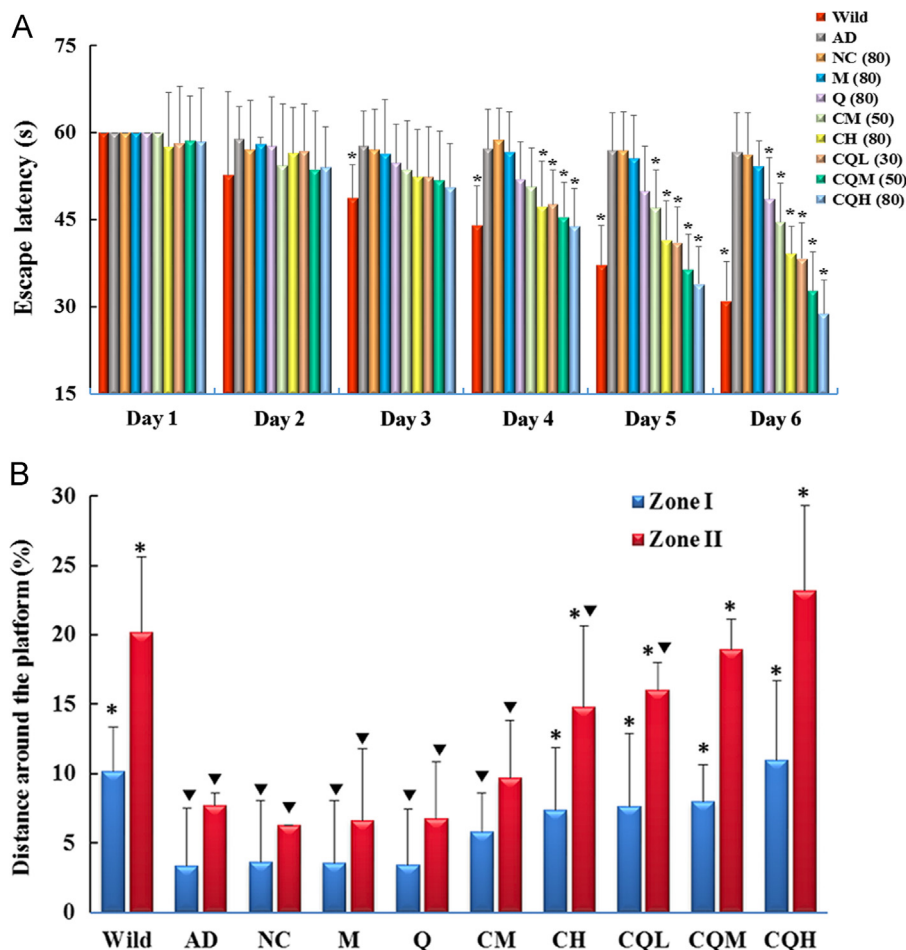 A
75
60
45
30
15
Escape latency (s)
Wild
AD
NC (80)
M (80)
Q (80)
CM (50)
CH (80)
CQL (30)
CQM (50)
CQH (80)
* * * * * * *
* * * * * * *
* * * * * * * *
Day 1 Day 2 Day 3 Day 4 Day 5 Day 6
B
30
25
20
15
10
5
0
Distance around the platform (%)
Zone I
Zone II
* * ▼ ▼ ▼ ▼ ▼ ▼ ▼ ▼ ▼ ▼ * *▼ * *▼ * * * *
Wild AD NC M Q CM CH CQL CQM CQH